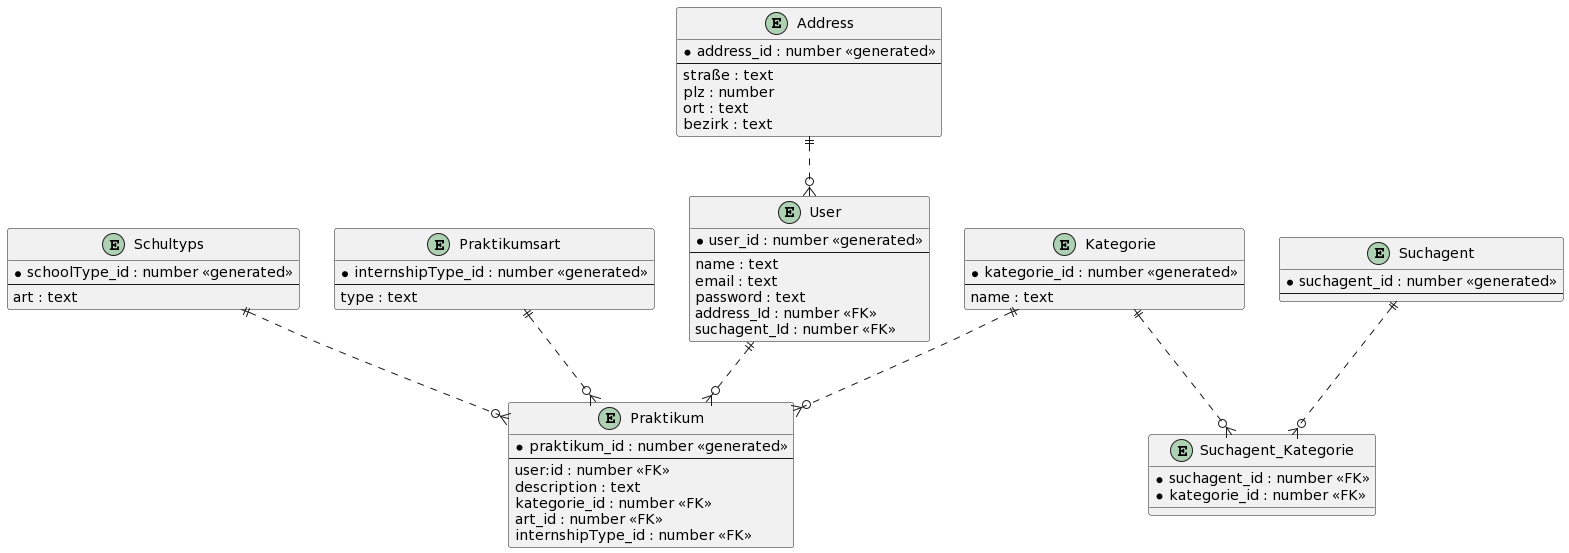 E Address
* address_id : number «generated»
straße : text
plz : number
ort : text
bezirk : text
E User
* user_id : number «generated»
name : text
email : text
password : text
address_Id : number «FK»
suchagent_Id : number «FK»
E Schultyps
* schoolType_id : number «generated»
art : text
E Praktikumsart
* internshipType_id : number «generated»
type : text
E Kategorie
* kategorie_id : number «generated»
name : text
E Suchagent
* suchagent_id : number «generated»
E Praktikum
* praktikum_id : number «generated»
user:id : number «FK»
description : text
kategorie_id : number «FK»
art_id : number «FK»
internshipType_id : number «FK»
E Suchagent_Kategorie
* suchagent_id : number «FK»
* kategorie_id : number «FK»